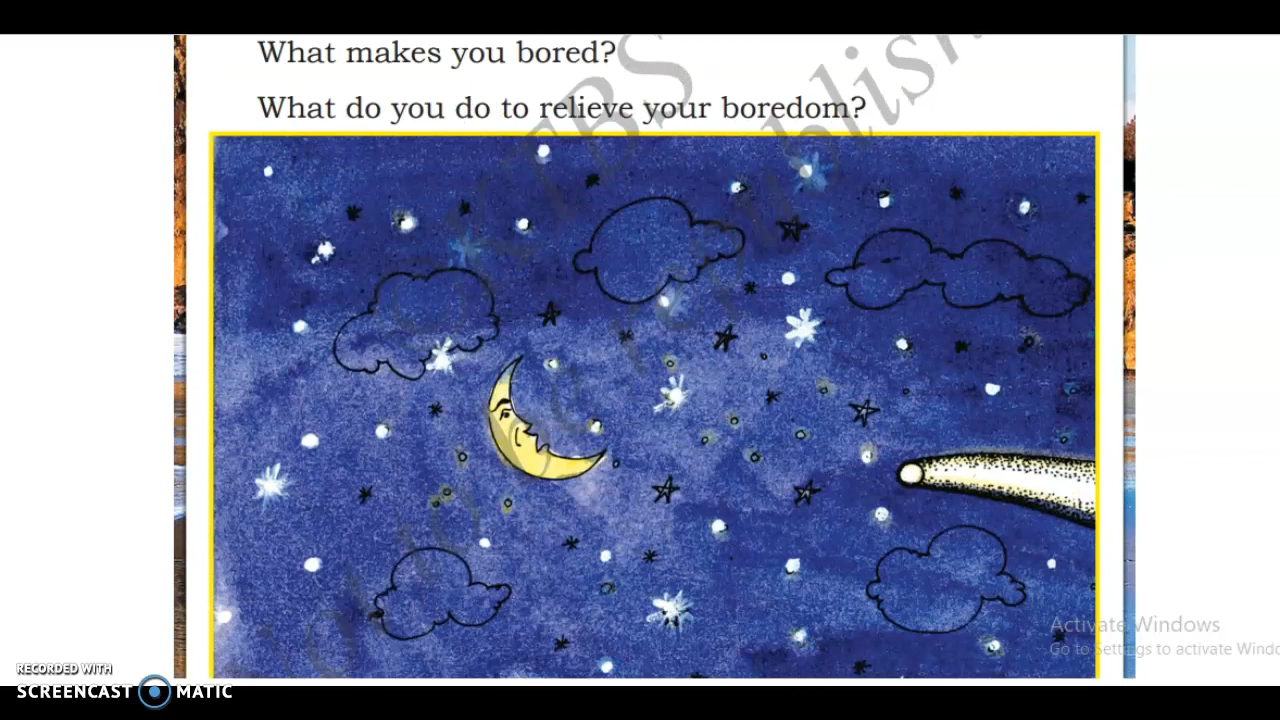 What makes you bored?
What do you do to relieve your boredom?
Activate Windows
Go to Settings to activate
RECORDED WITH
SCREENCAST MATIC